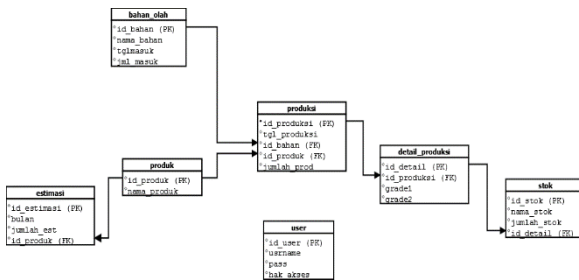 bahan_olah
*id_bahan (PK)
*nama_bahan
*tglmasuk
*jml_masuk
produksi
*id_produksi (PK)
*tgl_produksi
*id_bahan (FK)
*id_produk (FK)
*jumlah_prod
detail_produksi
*id_detail (PK)
*id_produksi (FK)
*grade1
*grade2
produk
*id_produk (PK)
*nama_produk
estimasi
*id_estimasi (PK)
*bulan
*jumlah_est
*id_produk (FK)
stok
*id_stok (PK)
*nama_stok
*jumlah_stok
*id_detail (FK)
user
*id_user (PK)
*usrname
*pass
*hak_akses